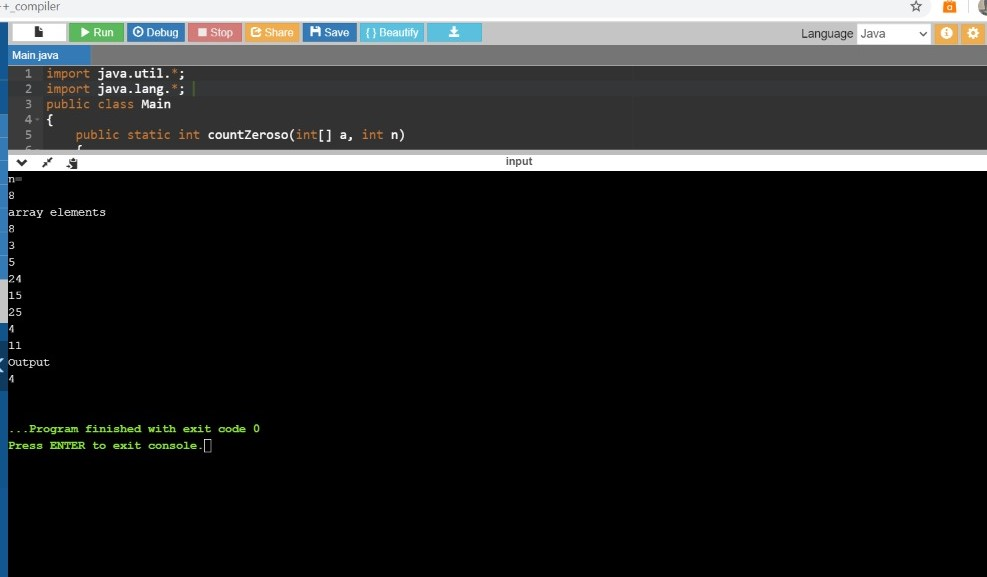 ++_compiler
Run Debug Stop Share Save { } Beautify Language Java
Main.java
1 import java.util.*;
2 import java.lang.*;
3 public class Main
4 {
5 public static int countZeroso(int[] a, int n)
6 {
input
n=
8
array elements
8
3
5
24
15
25
4
11
Output
4
...Program finished with exit code 0
Press ENTER to exit console.